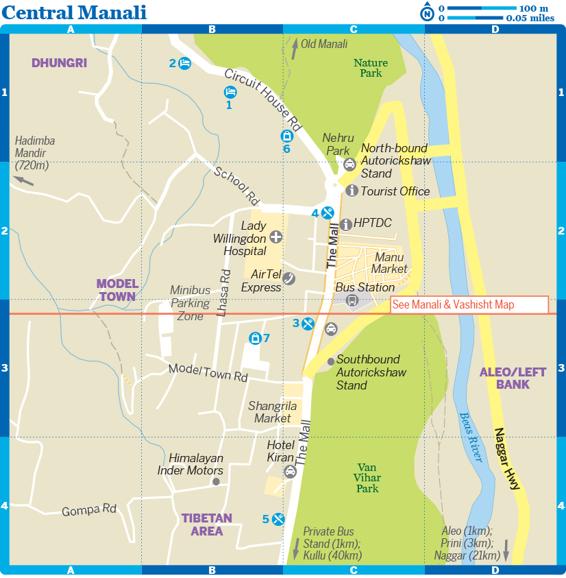 Central Manali
N
0 100 m
0 0.05 miles
A B C D
1
2
3
4
1
2
3
4
DHUNGRI
Old Manali
Nature
Park
2
1
Circuit House Rd
6
Nehru
Park
North-bound
Autorickshaw
Stand
Hadimba
Mandir
(720m)
School Rd
Tourist Office
4
HPTDC
The Mall
Lady
Willingdon
Hospital
Manu
Market
AirTel
Express
MODEL
TOWN
Minibus
Parking
Zone
Lhasa Rd
Bus Station
See Manali & Vashisht Map
3
7
Southbound
Autorickshaw
Stand
Model Town Rd
ALEO/LEFT
BANK
Shangrila
Market
Beas River
Naggar Hwy
The Mall
Hotel
Kiran
Himalayan
Inder Motors
Van
Vihar
Park
Gompa Rd
TIBETAN
AREA
5
Private Bus
Stand (1km);
Kullu (40km)
Aleo (1km);
Prini (3km);
Naggar (21km)
A B C D